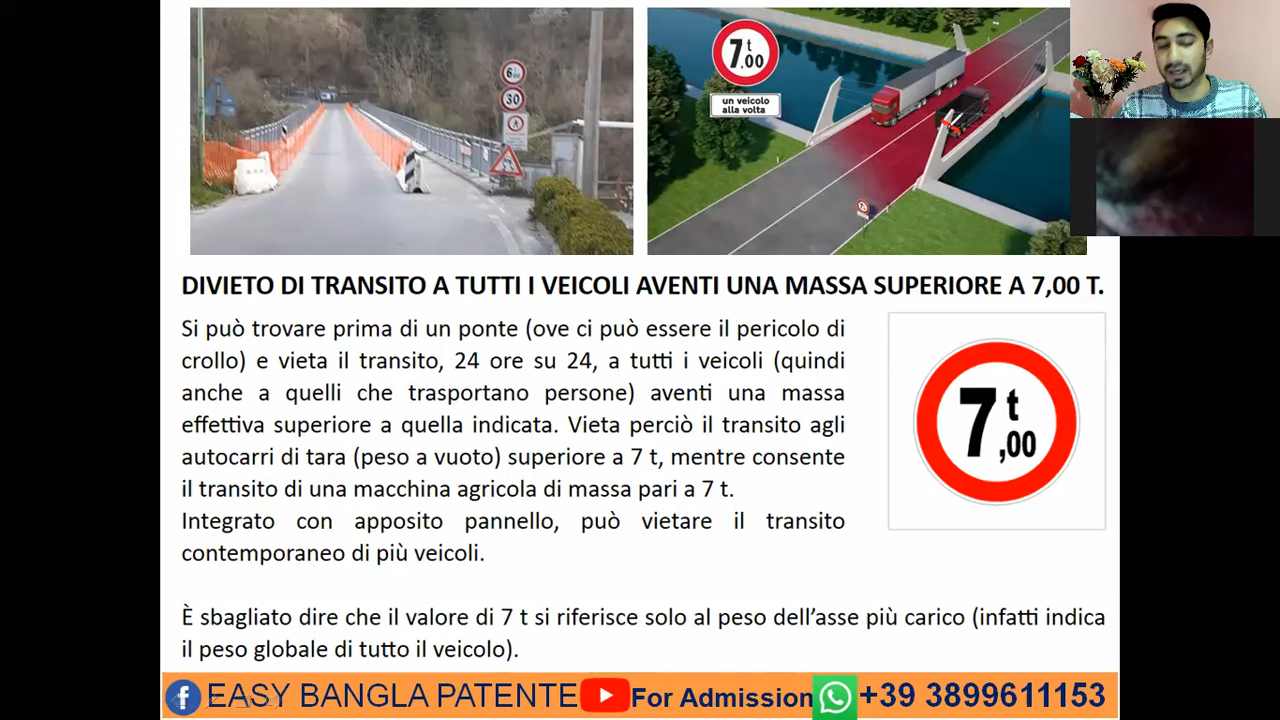 6,00
30
7 t
.00
un veicolo
alla volta
DIVIETO DI TRANSITO A TUTTI I VEICOLI AVENTI UNA MASSA SUPERIORE A 7,00 T.
Si può trovare prima di un ponte (ove ci può essere il pericolo di
crollo) e vieta il transito, 24 ore su 24, a tutti i veicoli (quindi
anche a quelli che trasportano persone) aventi una massa
effettiva superiore a quella indicata. Vieta perciò il transito agli
autocarri di tara (peso a vuoto) superiore a 7 t, mentre consente
il transito di una macchina agricola di massa pari a 7 t.
Integrato con apposito pannello, può vietare il transito
contemporaneo di più veicoli.
7 t
,00
È sbagliato dire che il valore di 7 t si riferisce solo al peso dell'asse più carico (infatti indica
il peso globale di tutto il veicolo).
EASY BANGLA PATENTE For Admission +39 3899611153